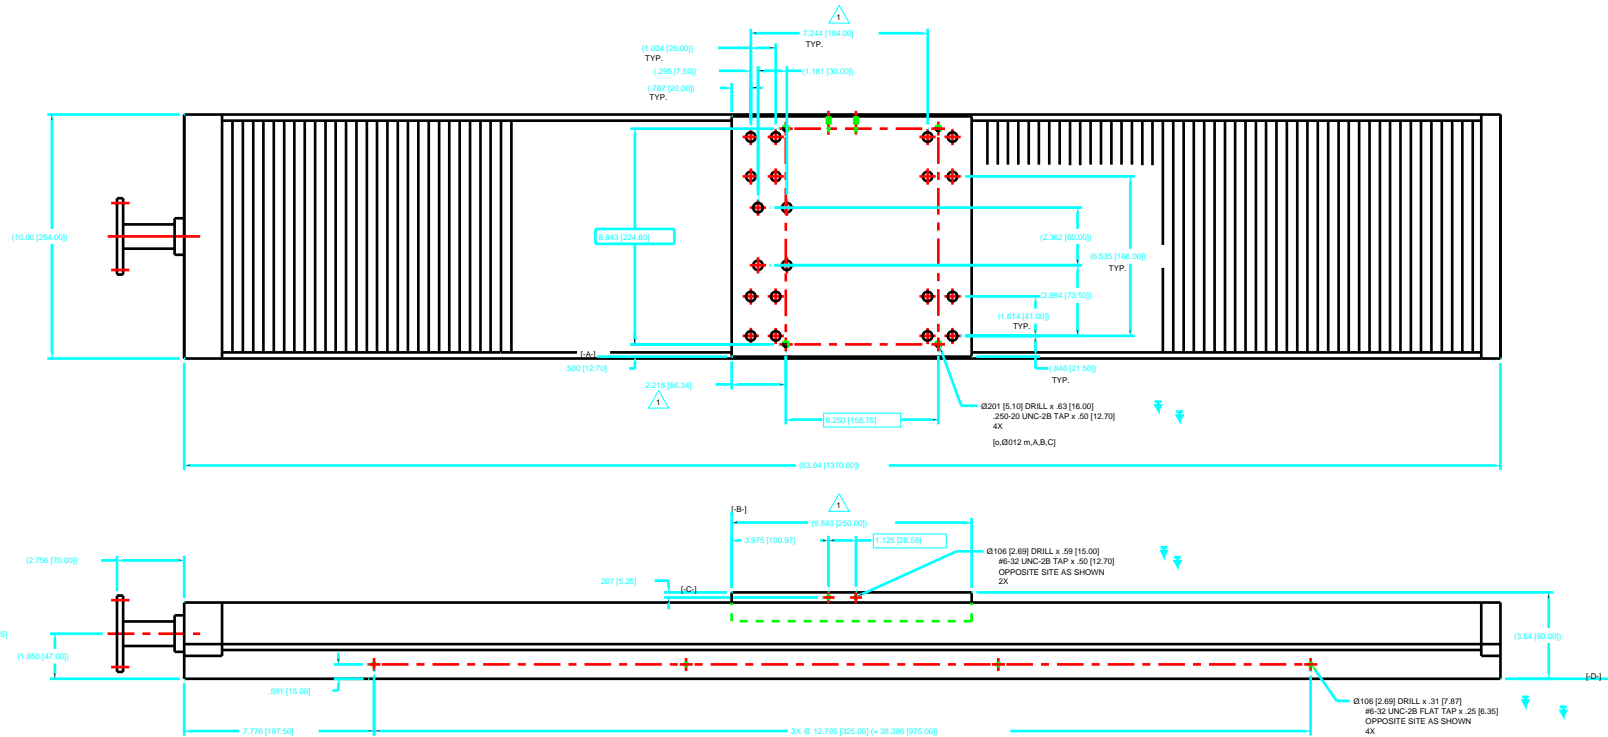 1
7.244 [184.00]
TYP.
(1.024 [26.00])
TYP.
(.295 [7.50])
(1.181 [30.00])
(.787 [20.00])
TYP.
(10.00 [254.00])
8.843 [224.60]
(2.362 [60.00])
(6.535 [166.00])
TYP.
(2.894 [73.50])
(1.614 [41.00])
TYP.
[-A-]
.500 [12.70]
(.846 [21.50])
TYP.
2.218 [56.34]
1
6.250 [158.75]
Ø201 [5.10] DRILL x .63 [16.00]
.250-20 UNC-2B TAP x .50 [12.70]
4X
[o,Ø012 m,A,B,C]
(53.94 [1370.00])
1
[-B-]
(9.843 [250.00])
3.975 [100.97]
1.125 [28.58]
Ø106 [2.69] DRILL x .59 [15.00]
#6-32 UNC-2B TAP x .50 [12.70]
OPPOSITE SITE AS SHOWN
2X
(2.756 [70.00])
.207 [5.25]
[-C-]
(1.850 [47.00])
(3.54 [90.00])
.591 [15.00]
[-D-]
Ø106 [2.69] DRILL x .31 [7.87]
#6-32 UNC-2B FLAT TAP x .25 [6.35]
OPPOSITE SITE AS SHOWN
4X
7.776 [197.50]
3X @ 12.795 [325.00] (= 38.386 [975.00])